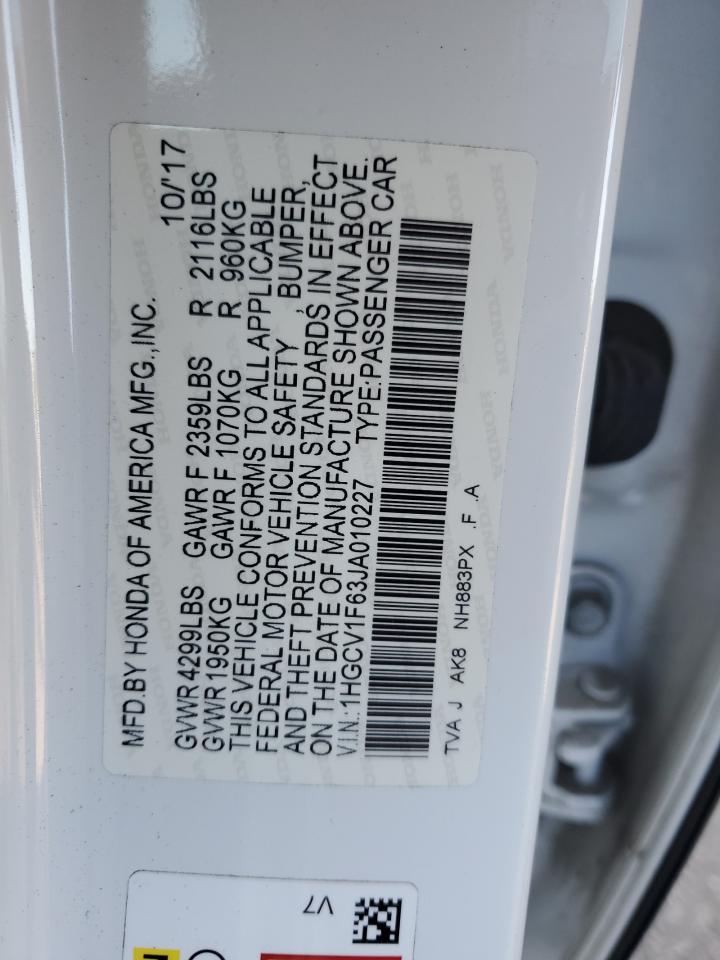 MFD.BY HONDA OF AMERICA MFG.,INC. 10/'17
GVWR 4299LBS GAWR F 2359LBS R 2116LBS
GVWR 1950KG GAWR F 1070KG R 960KG
THIS VEHICLE CONFORMS TO ALL APPLICABLE
FEDERAL MOTOR VEHICLE SAFETY , BUMPER,
AND THEFT PREVENTION STANDARDS IN EFFECT
ON THE DATE OF MANUFACTURE SHOWN ABOVE.
V.I.N.:1HGCV1F63JA010227 TYPE:PASSENGER CAR
TVA J AK8 NH883PX .F .A
V7